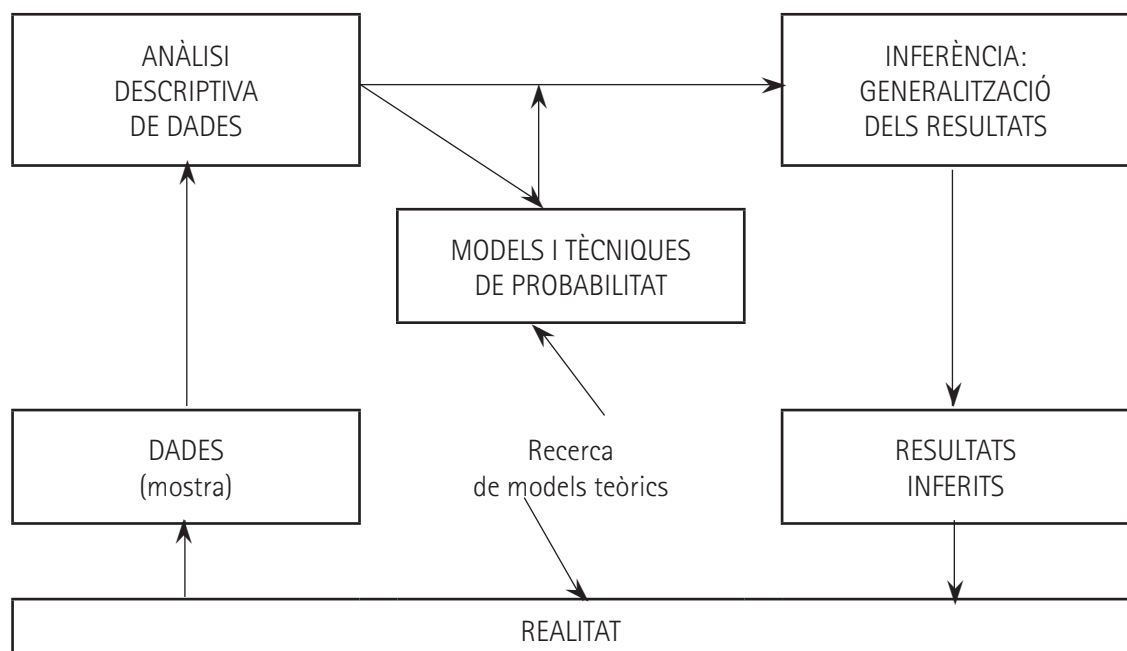 ANÀLISI
DESCRIPTIVA
DE DADES
INFERÈNCIA:
GENERALITZACIÓ
DELS RESULTATS
MODELS I TÈCNIQUES
DE PROBABILITAT
DADES
(mostra)
Recerca
de models teòrics
RESULTATS
INFERITS
REALITAT